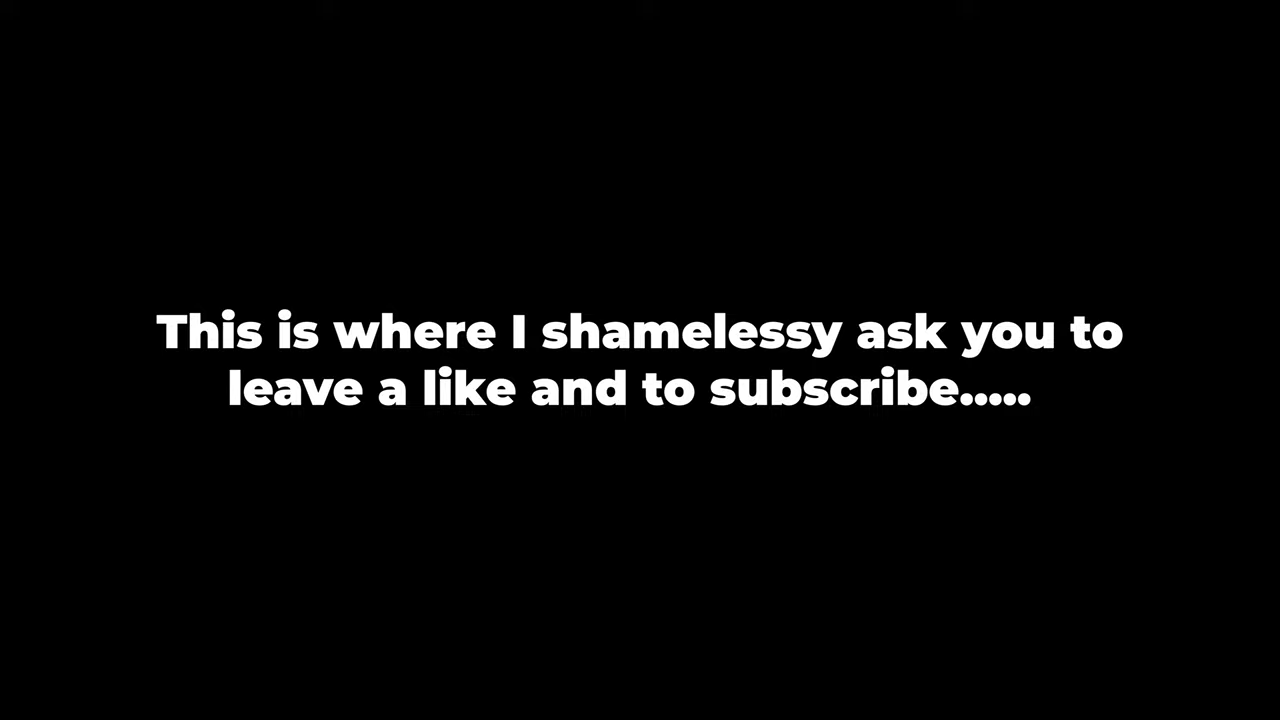 This is where I shamelessy ask you to
leave a like and to subscribe.....